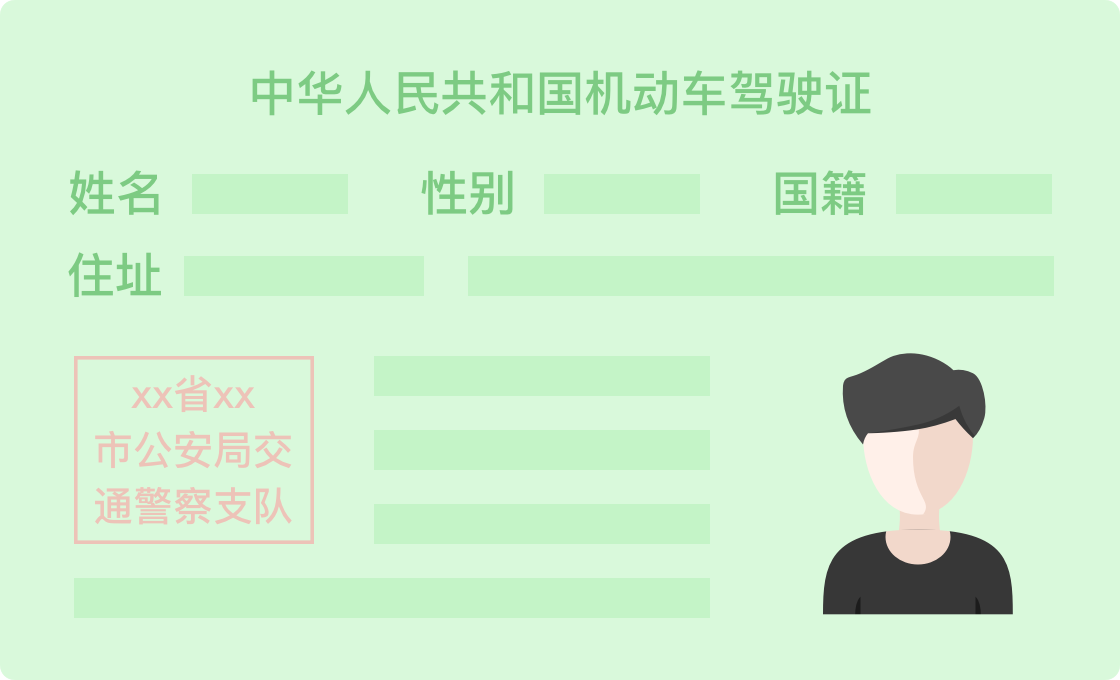 中华人民共和国机动车驾驶证
姓名 性别 国籍
住址
xx省xx
市公安局交
通警察支队